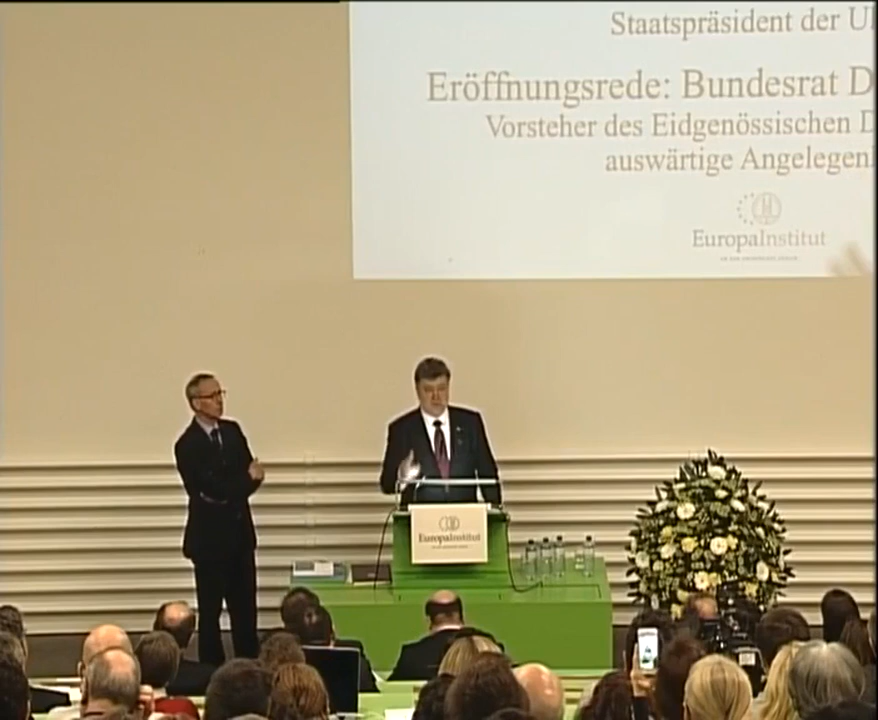 Staatspräsident der U
Eröffnungsrede: Bundesrat D
Vorsteher des Eidgenössischen D
auswärtige Angelegen
EuropaInstitut
EuropaInstitut